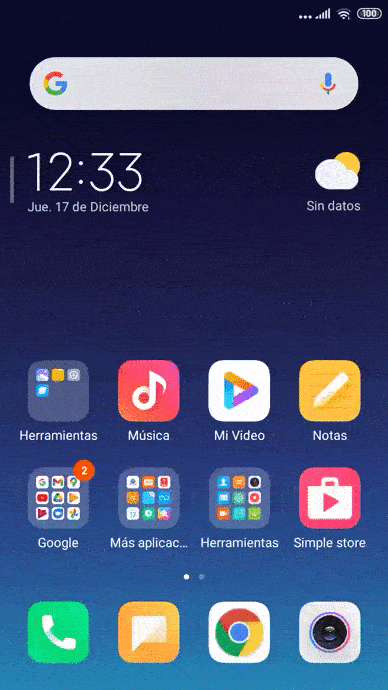 100
12:33
Jue. 17 de Diciembre
Sin datos
Herramientas
Música
Mi Video
Notas
2
Google
Más aplicac...
Herramientas
Simple store